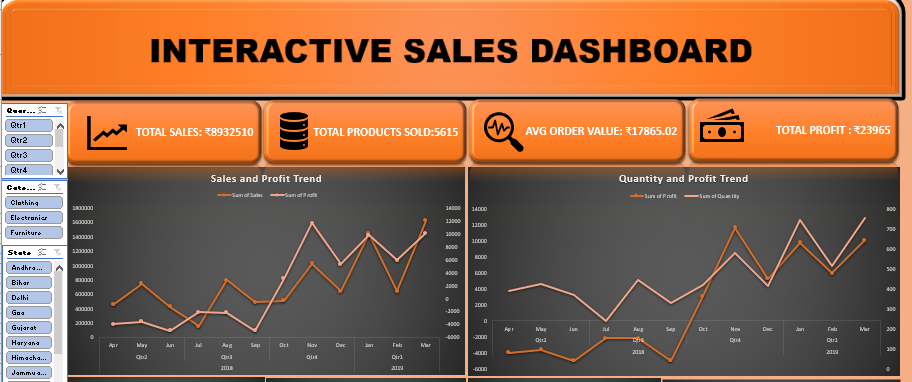 INTERACTIVE SALES DASHBOARD
Quar...
Qtr1
Qtr2
Qtr3
Qtr4
TOTAL SALES: ₹8932510
TOTAL PRODUCTS SOLD:5615
AVG ORDER VALUE: ₹17865.02
TOTAL PROFIT : ₹23965
Cate...
Clothing
Electronics
Furniture
State
Andhra...
Bihar
Delhi
Goa
Gujarat
Haryana
Himacha...
Jammu a...
Sales and Profit Trend
Sum of Sales Sum of Profit
1800000
1600000
1400000
1200000
1000000
800000
600000
400000
200000
0
14000
12000
10000
8000
6000
4000
2000
0
-2000
-4000
-6000
Apr May Jun Jul Aug Sep Oct Nov Dec Jan Feb Mar
Qtr2 Qtr3 Qtr4 Qtr1
2018 2019
Quantity and Profit Trend
Sum of Profit Sum of Quantity
14000
12000
10000
8000
6000
4000
2000
0
-2000
-4000
-6000
800
700
600
500
400
300
200
100
0
Apr May Jun Jul Aug Sep Oct Nov Dec Jan Feb Mar
Qtr2 Qtr3 Qtr4 Qtr1
2018 2019